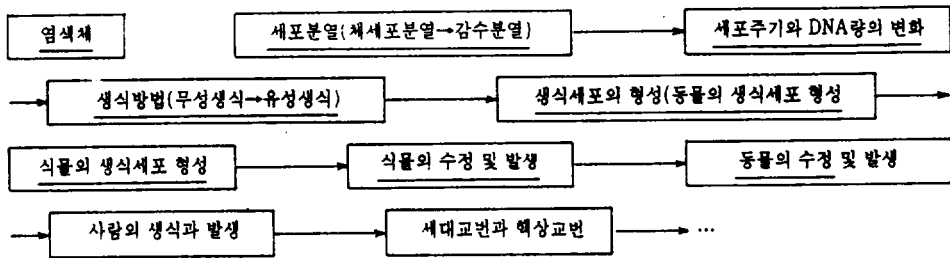 염색체 세포분열(채세포분열→감수분열) 세포주기와 DNA량의 변화
생식방법(무성생식→유성생식) 생식세포의 형성(동물의 생식세포 형성
식물의 생식세포 형성 식물의 수정 및 발생 동물의 수정 및 발생
사람의 생식과 발생 세대교번과 핵상교번 …